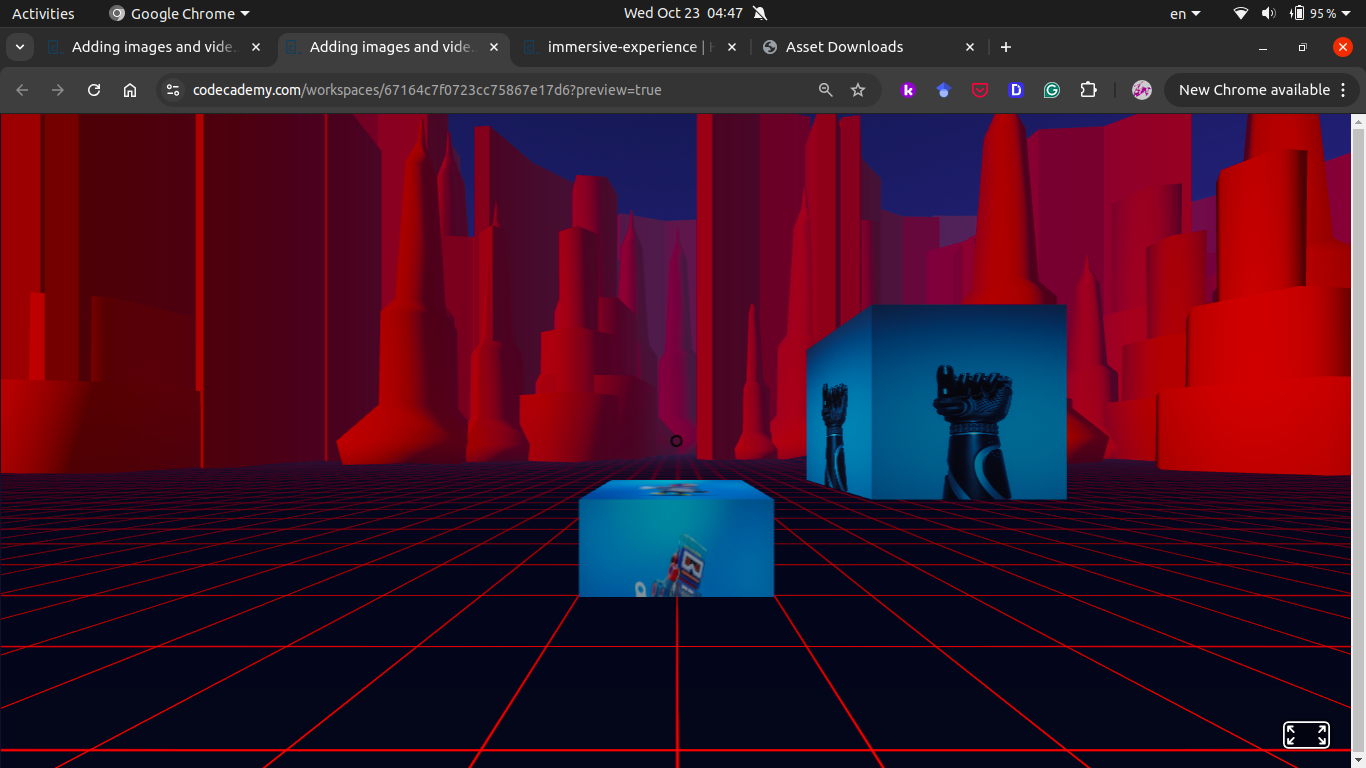 Activities Google Chrome Wed Oct 23 04:47 en 95 %
Adding images and vide Adding images and vide immersive-experience | Asset Downloads
codecademy.com/workspaces/67164c7f0723cc75867e17d6?preview=true k D G New Chrome available